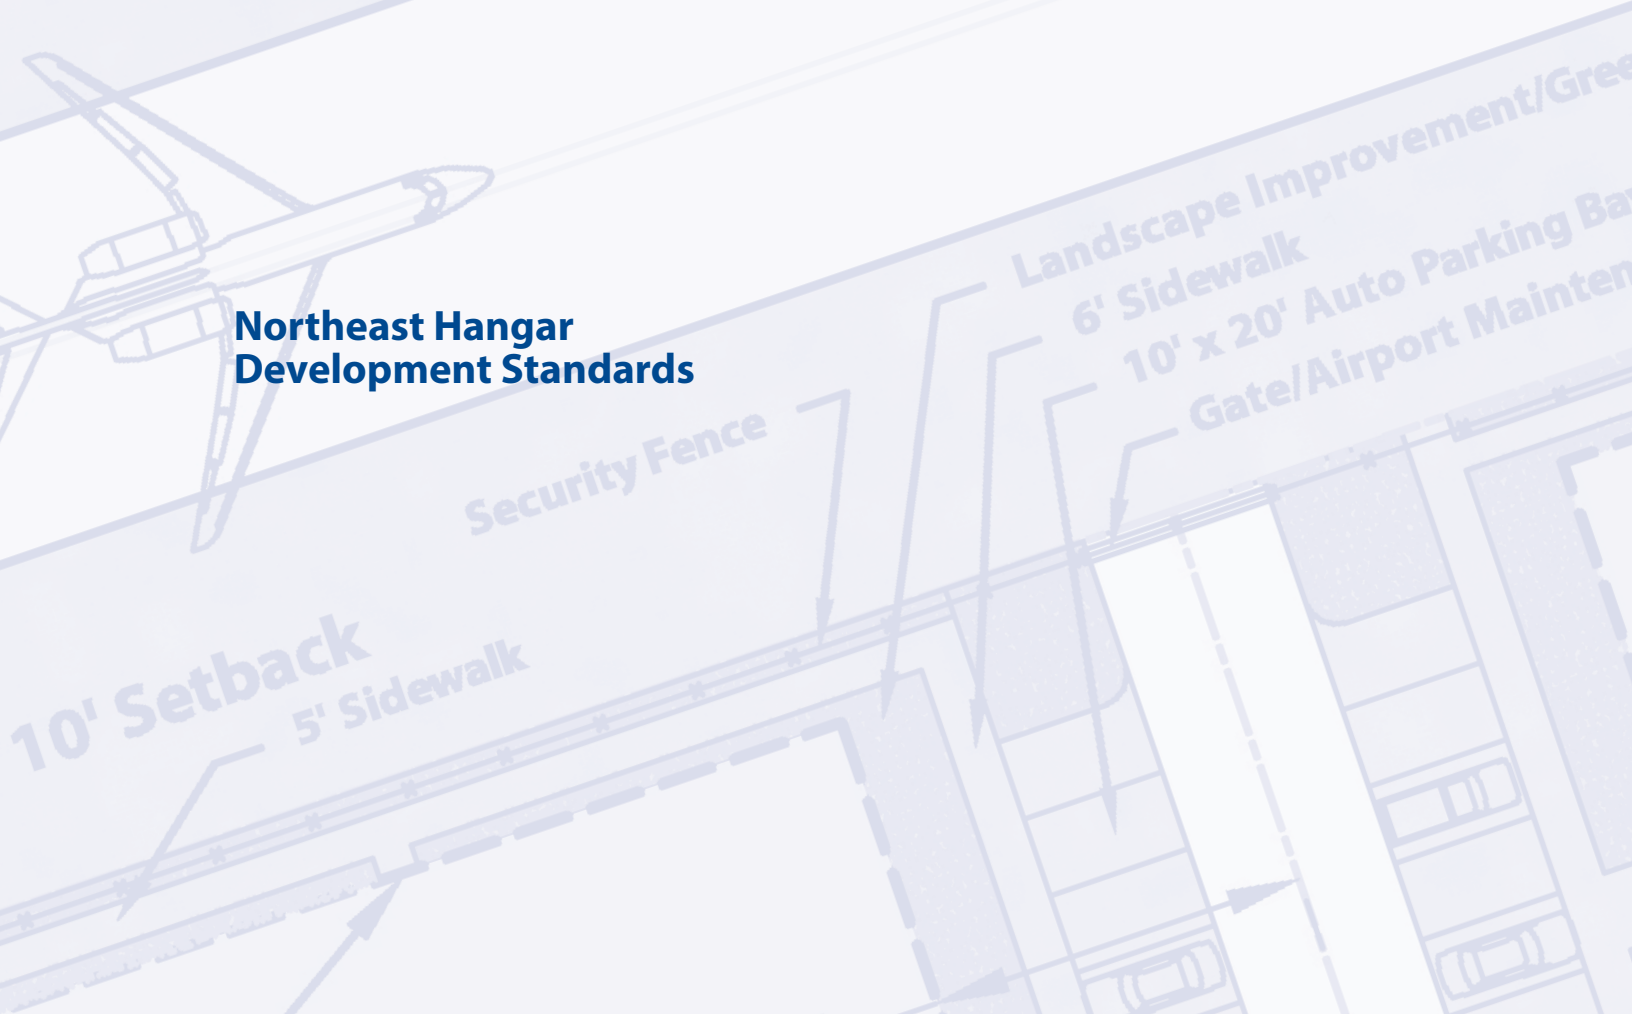 Northeast Hangar
Development Standards
Landscape Improvement/Gree
6' Sidewalk
10' x 20' Auto Parking Ba
Gate/Airport Mainten
Security Fence
10' Setback
5' Sidewalk